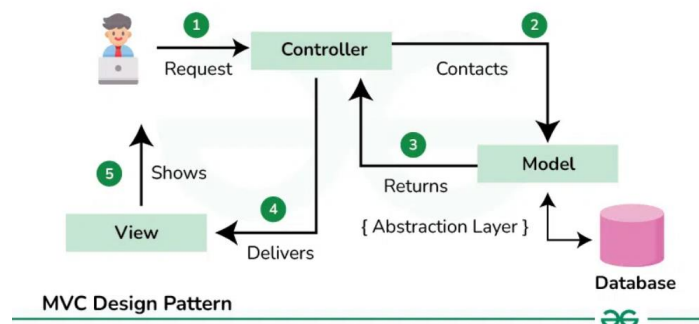 1
2
Controller
Request
Contacts
3
Model
Returns
5
Shows
4
View
Delivers
{ Abstraction Layer }
Database
MVC Design Pattern